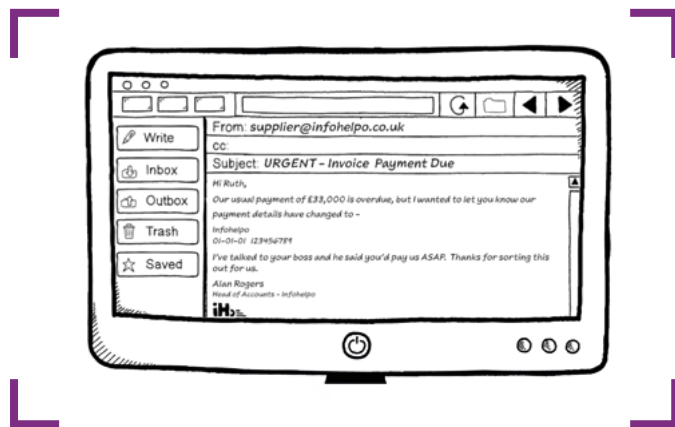 From: supplier@infohelpo.co.uk
cc:
Subject: URGENT - Invoice Payment Due
Write
Inbox
Outbox
Trash
Saved
Hi Ruth,
Our usual payment of £33,000 is overdue, but I wanted to let you know our
payment details have changed to -
Infohelpo
01-01-01 123456789
I've talked to your boss and he said you'd pay us ASAP. Thanks for sorting this
out for us.
Alan Rogers
Head of Accounts - Infohelpo
iH